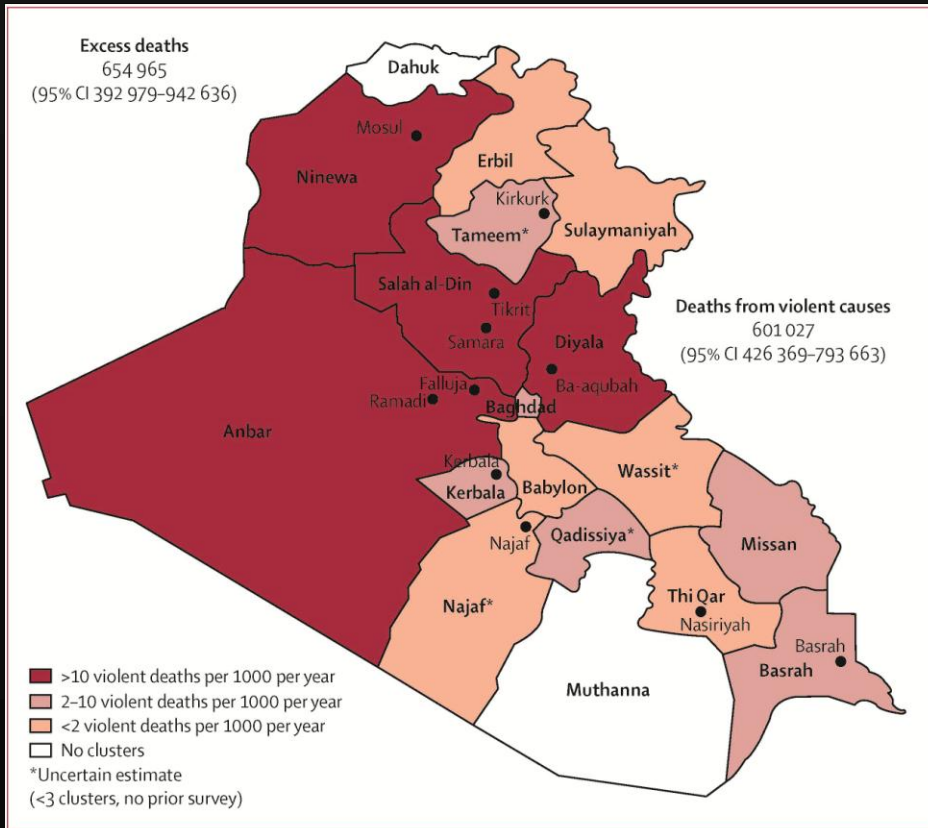 Excess deaths
654 965
(95% CI 392 979–942 636)
Dahuk
Mosul
Ninewa
Erbil
Kirkurk
Tameem*
Sulaymaniyah
Salah al-Din
Tikrit
Samara
Deaths from violent causes
601 027
(95% CI 426 369–793 663)
Diyala
Ba-aqubah
Falluja
Ramadi
Baghdad
Anbar
Kerbala
Kerbala
Babylon
Wassit*
Najaf
Qadissiya*
Missan
Najaf*
Thi Qar
Nasiriyah
Basrah
Basrah
Muthanna
>10 violent deaths per 1000 per year
2–10 violent deaths per 1000 per year
<2 violent deaths per 1000 per year
No clusters
*Uncertain estimate
(<3 clusters, no prior survey)